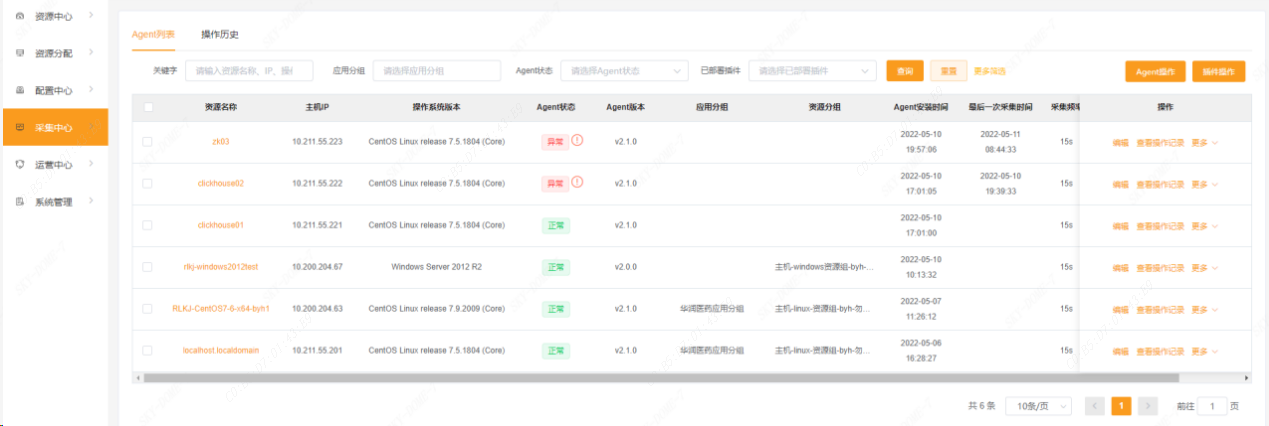 资源中心
资源分配
配置中心
采集中心
运营中心
系统管理
Agent列表 操作历史
关键字 请输入资源名称、IP、操 应用分组 请选择应用分组 Agent状态 请选择Agent状态 已部署插件 请选择已部署插件 查询 重置 更多筛选 Agent操作 插件操作
资源名称 主机IP 操作系统版本 Agent状态 Agent版本 应用分组 资源分组 Agent安装时间 最后一次采集时间 采集频率 操作
zk03 10.211.55.223 CentOS Linux release 7.5.1804 (Core) 异常 v2.1.0 2022-05-10 19:57:06 2022-05-11 08:44:33 15s 编辑 查看操作记录 更多
clickhouse02 10.211.55.222 CentOS Linux release 7.5.1804 (Core) 异常 v2.1.0 2022-05-10 17:01:05 2022-05-10 19:39:33 15s 编辑 查看操作记录 更多
clickhouse01 10.211.55.221 CentOS Linux release 7.5.1804 (Core) 正常 v2.1.0 2022-05-10 17:01:00 15s 编辑 查看操作记录 更多
rlkj-windows2012test 10.200.204.67 Windows Server 2012 R2 正常 v2.0.0 主机-windows资源组-byh-... 2022-05-10 10:13:32 15s 编辑 查看操作记录 更多
RLKJ-CentOS7-6-x64-byh1 10.200.204.63 CentOS Linux release 7.9.2009 (Core) 正常 v2.1.0 华润医药应用分组 主机-linux-资源组-byh-勿... 2022-05-07 11:26:12 15s 编辑 查看操作记录 更多
localhost.localdomain 10.211.55.201 CentOS Linux release 7.5.1804 (Core) 正常 v2.1.0 华润医药应用分组 主机-linux-资源组-byh-勿... 2022-05-06 16:28:27 15s 编辑 查看操作记录 更多
共 6 条 10条/页 1 前往 1 页